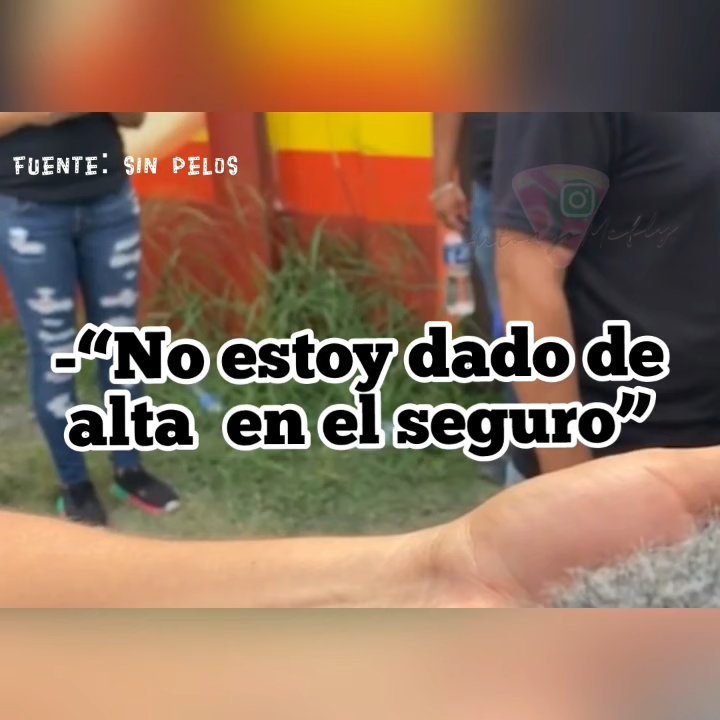 FUENTE: SIN PELOS
-“No estoy dado de
alta en el seguro”